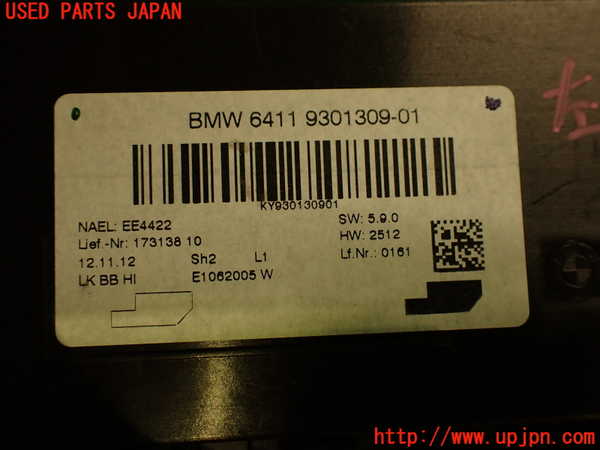 USED PARTS JAPAN
BMW 6411 9301309-01
KY930130901
NAEL: EE4422
Lief.-Nr: 173138 10
12.11.12 Sh2 L1
LK BB HI E1062005 W
SW: 5.9.0
HW: 2512
Lf.Nr.: 0161
http://www.upjpn.com/